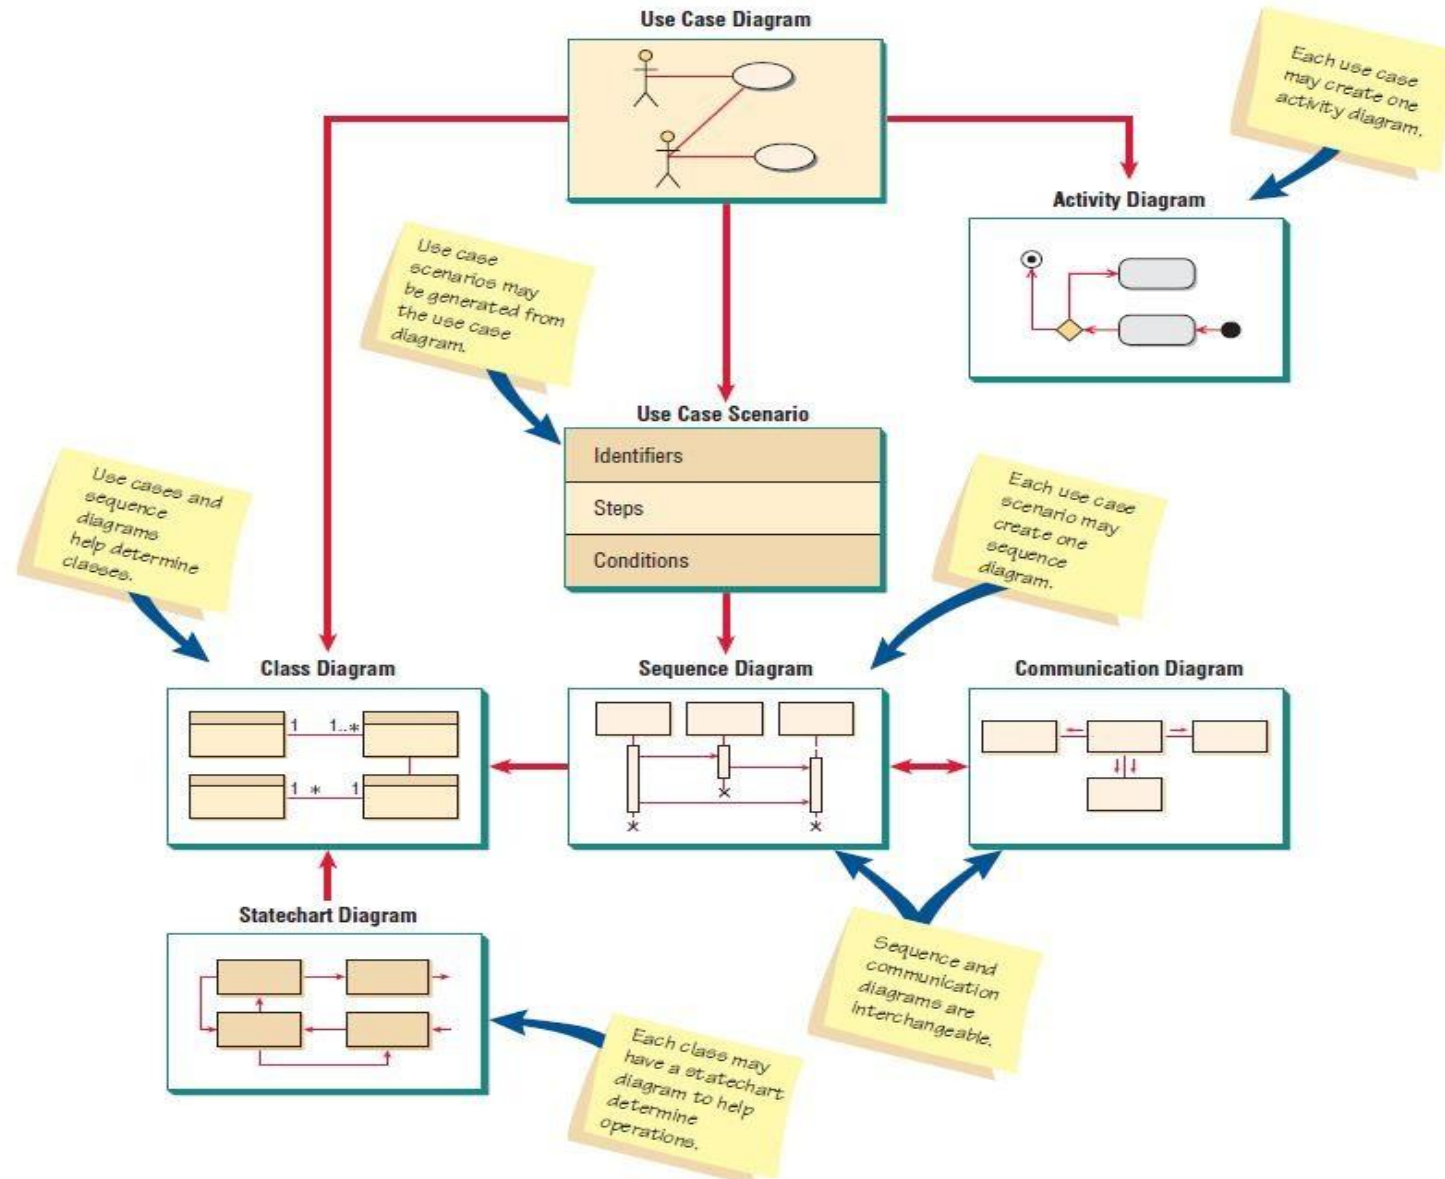 Use Case Diagram
Each use case
may create one
activity diagram.
Activity Diagram
Use case
scenarios may
be generated from
the use case
diagram.
Use Case Scenario
Identifiers
Steps
Conditions
Use cases and
sequence
diagrams
help determine
classes.
Each use case
scenario may
create one
sequence
diagram.
Class Diagram
1 1..*
1 * 1
Sequence Diagram
Communication Diagram
Statechart Diagram
Sequence and
communication
diagrams are
interchangeable.
Each class may
have a statechart
diagram to help
determine
operations.